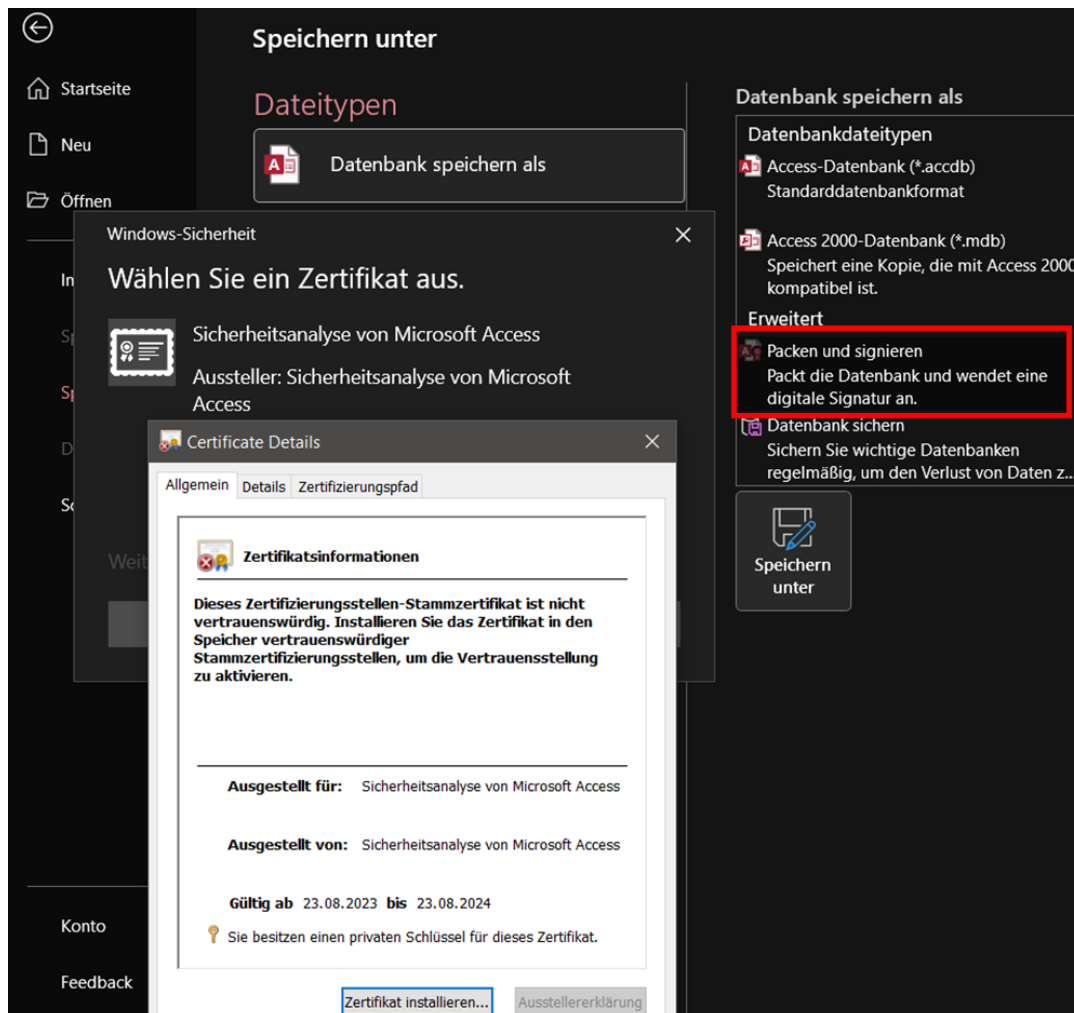 Speichern unter
Startseite
Neu
Öffnen
Dateitypen
Datenbank speichern als
Datenbank speichern als
Datenbankdateitypen
Access-Datenbank (*.accdb)
Standarddatenbankformat
Access 2000-Datenbank (*.mdb)
Speichert eine Kopie, die mit Access 2000
kompatibel ist.
Erweitert
Packen und signieren
Packt die Datenbank und wendet eine
digitale Signatur an.
Datenbank sichern
Sichern Sie wichtige Datenbanken
regelmäßig, um den Verlust von Daten z...
Speichern
unter
In
Sp
Sp
D
Sc
Windows-Sicherheit
Wählen Sie ein Zertifikat aus.
Sicherheitsanalyse von Microsoft Access
Aussteller: Sicherheitsanalyse von Microsoft
Access
Weit
Certificate Details
Allgemein Details Zertifizierungspfad
Zertifikatsinformationen
Dieses Zertifizierungsstellen-Stammzertifikat ist nicht
vertrauenswürdig. Installieren Sie das Zertifikat in den
Speicher vertrauenswürdiger
Stammzertifizierungsstellen, um die Vertrauensstellung
zu aktivieren.
Ausgestellt für: Sicherheitsanalyse von Microsoft Access
Ausgestellt von: Sicherheitsanalyse von Microsoft Access
Gültig ab 23.08.2023 bis 23.08.2024
Sie besitzen einen privaten Schlüssel für dieses Zertifikat.
Zertifikat installieren... Ausstellererklärung
Konto
Feedback